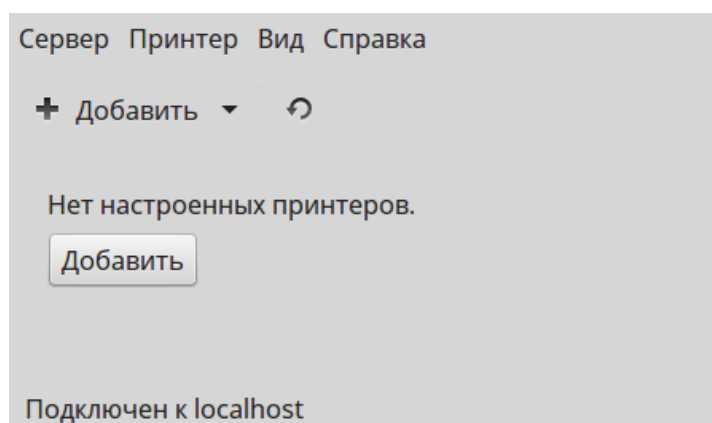 Сервер Принтер Вид Справка
Добавить
Нет настроенных принтеров.
Добавить
Подключен к localhost